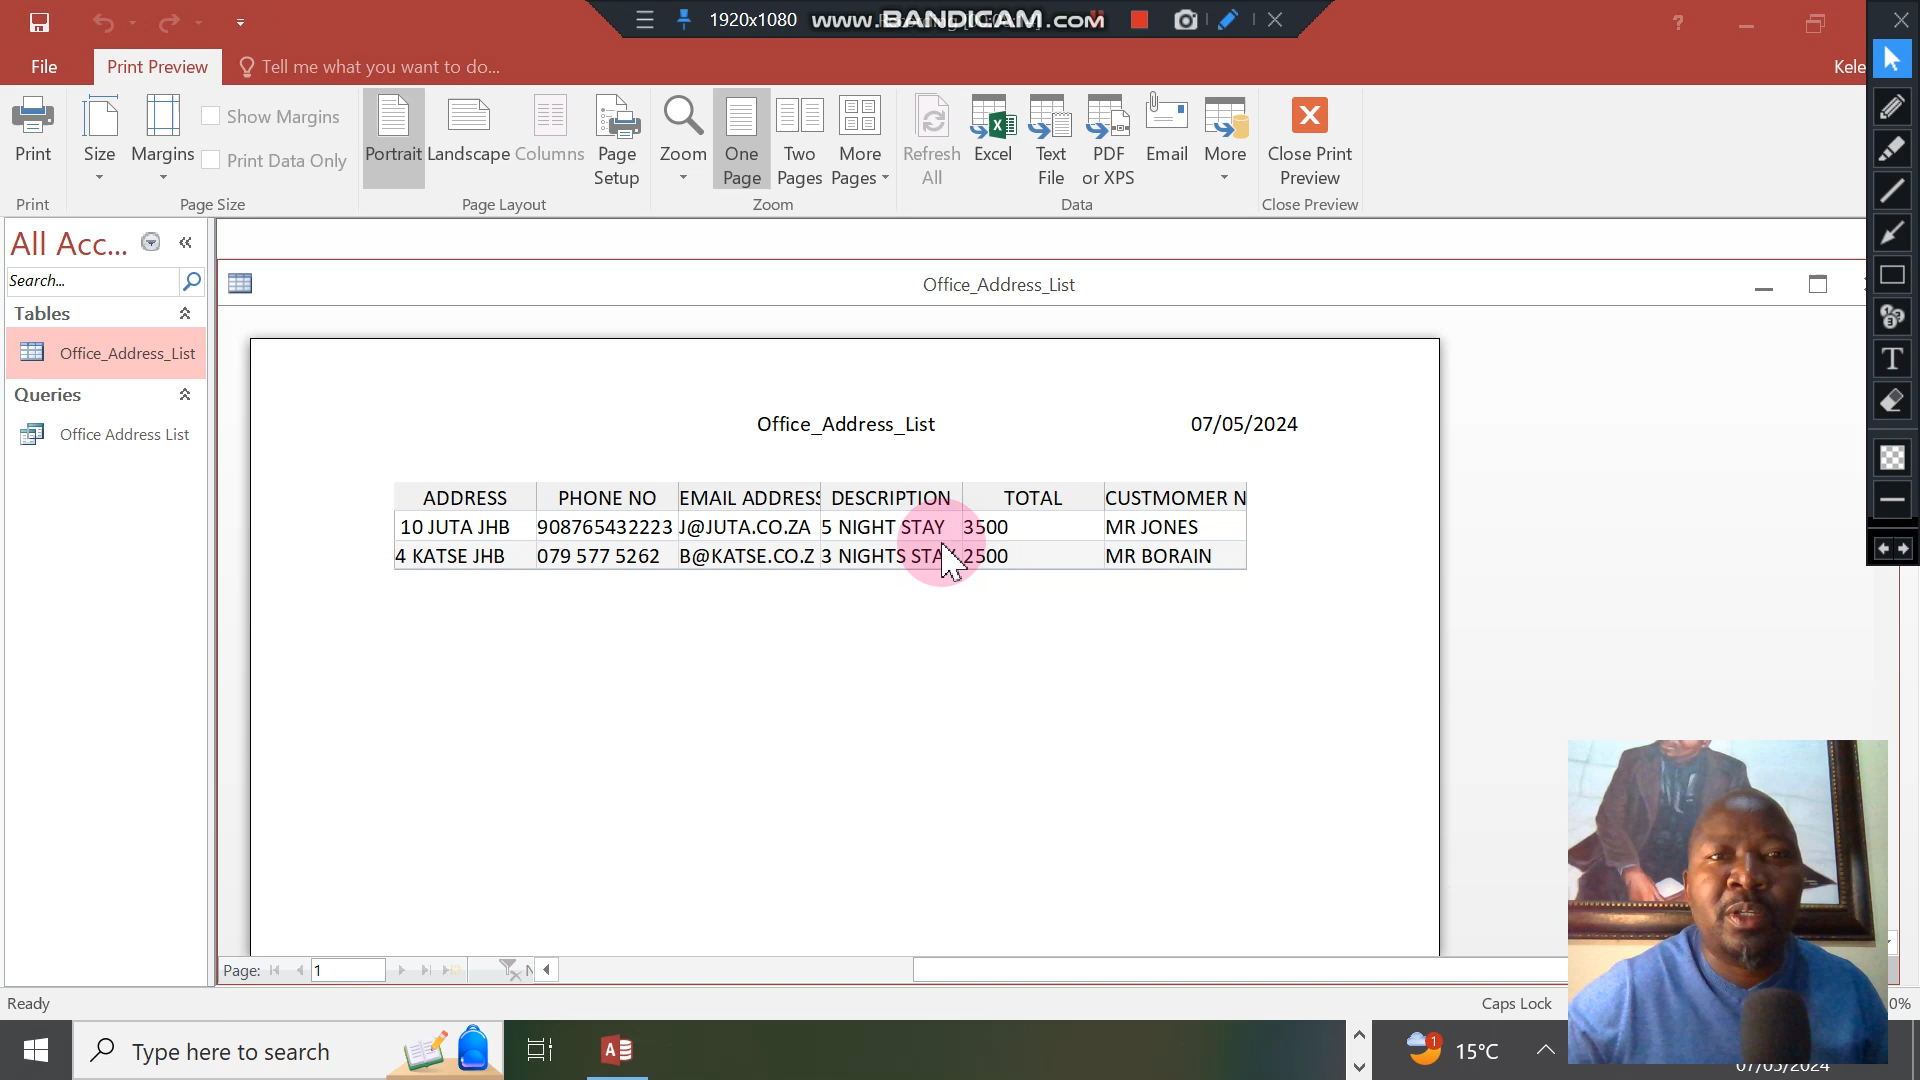 1920x1080 www.BANDICAM.com
File Print Preview Tell me what you want to do... Kele
Print Size Margins Show Margins Print Data Only Portrait Landscape Columns Page Setup Zoom One Page Two Pages More Pages Refresh All Excel Text File PDF or XPS Email More Close Print Preview
Print Page Size Page Layout Zoom Data Close Preview
All Acc...
Search...
Tables
Office_Address_List
Queries
Office Address List
Office_Address_List
Office_Address_List 07/05/2024
ADDRESS PHONE NO EMAIL ADDRESS DESCRIPTION TOTAL CUSTMOMER N
10 JUTA JHB 908765432223 J@JUTA.CO.ZA 5 NIGHT STAY 3500 MR JONES
4 KATSE JHB 079 577 5262 B@KATSE.CO.Z 3 NIGHTS STAY 2500 MR BORAIN
Page: 1
Ready Caps Lock 0%
Type here to search 1 15°C
07/05/2024